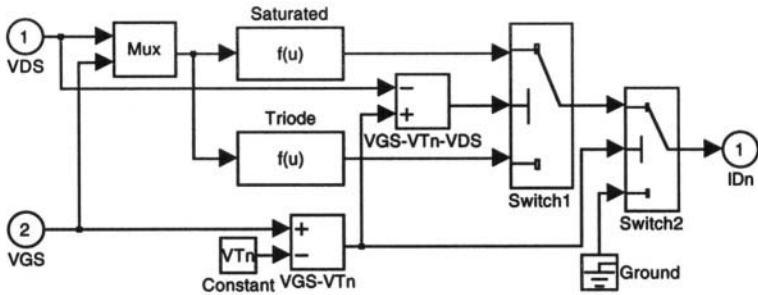 Saturated
1
VDS
Mux
f(u)
−
+
VGS-VTn-VDS
Triode
f(u)
Switch1
1
IDn
Switch2
2
VGS
VTn
Constant
+
−
VGS-VTn
Ground